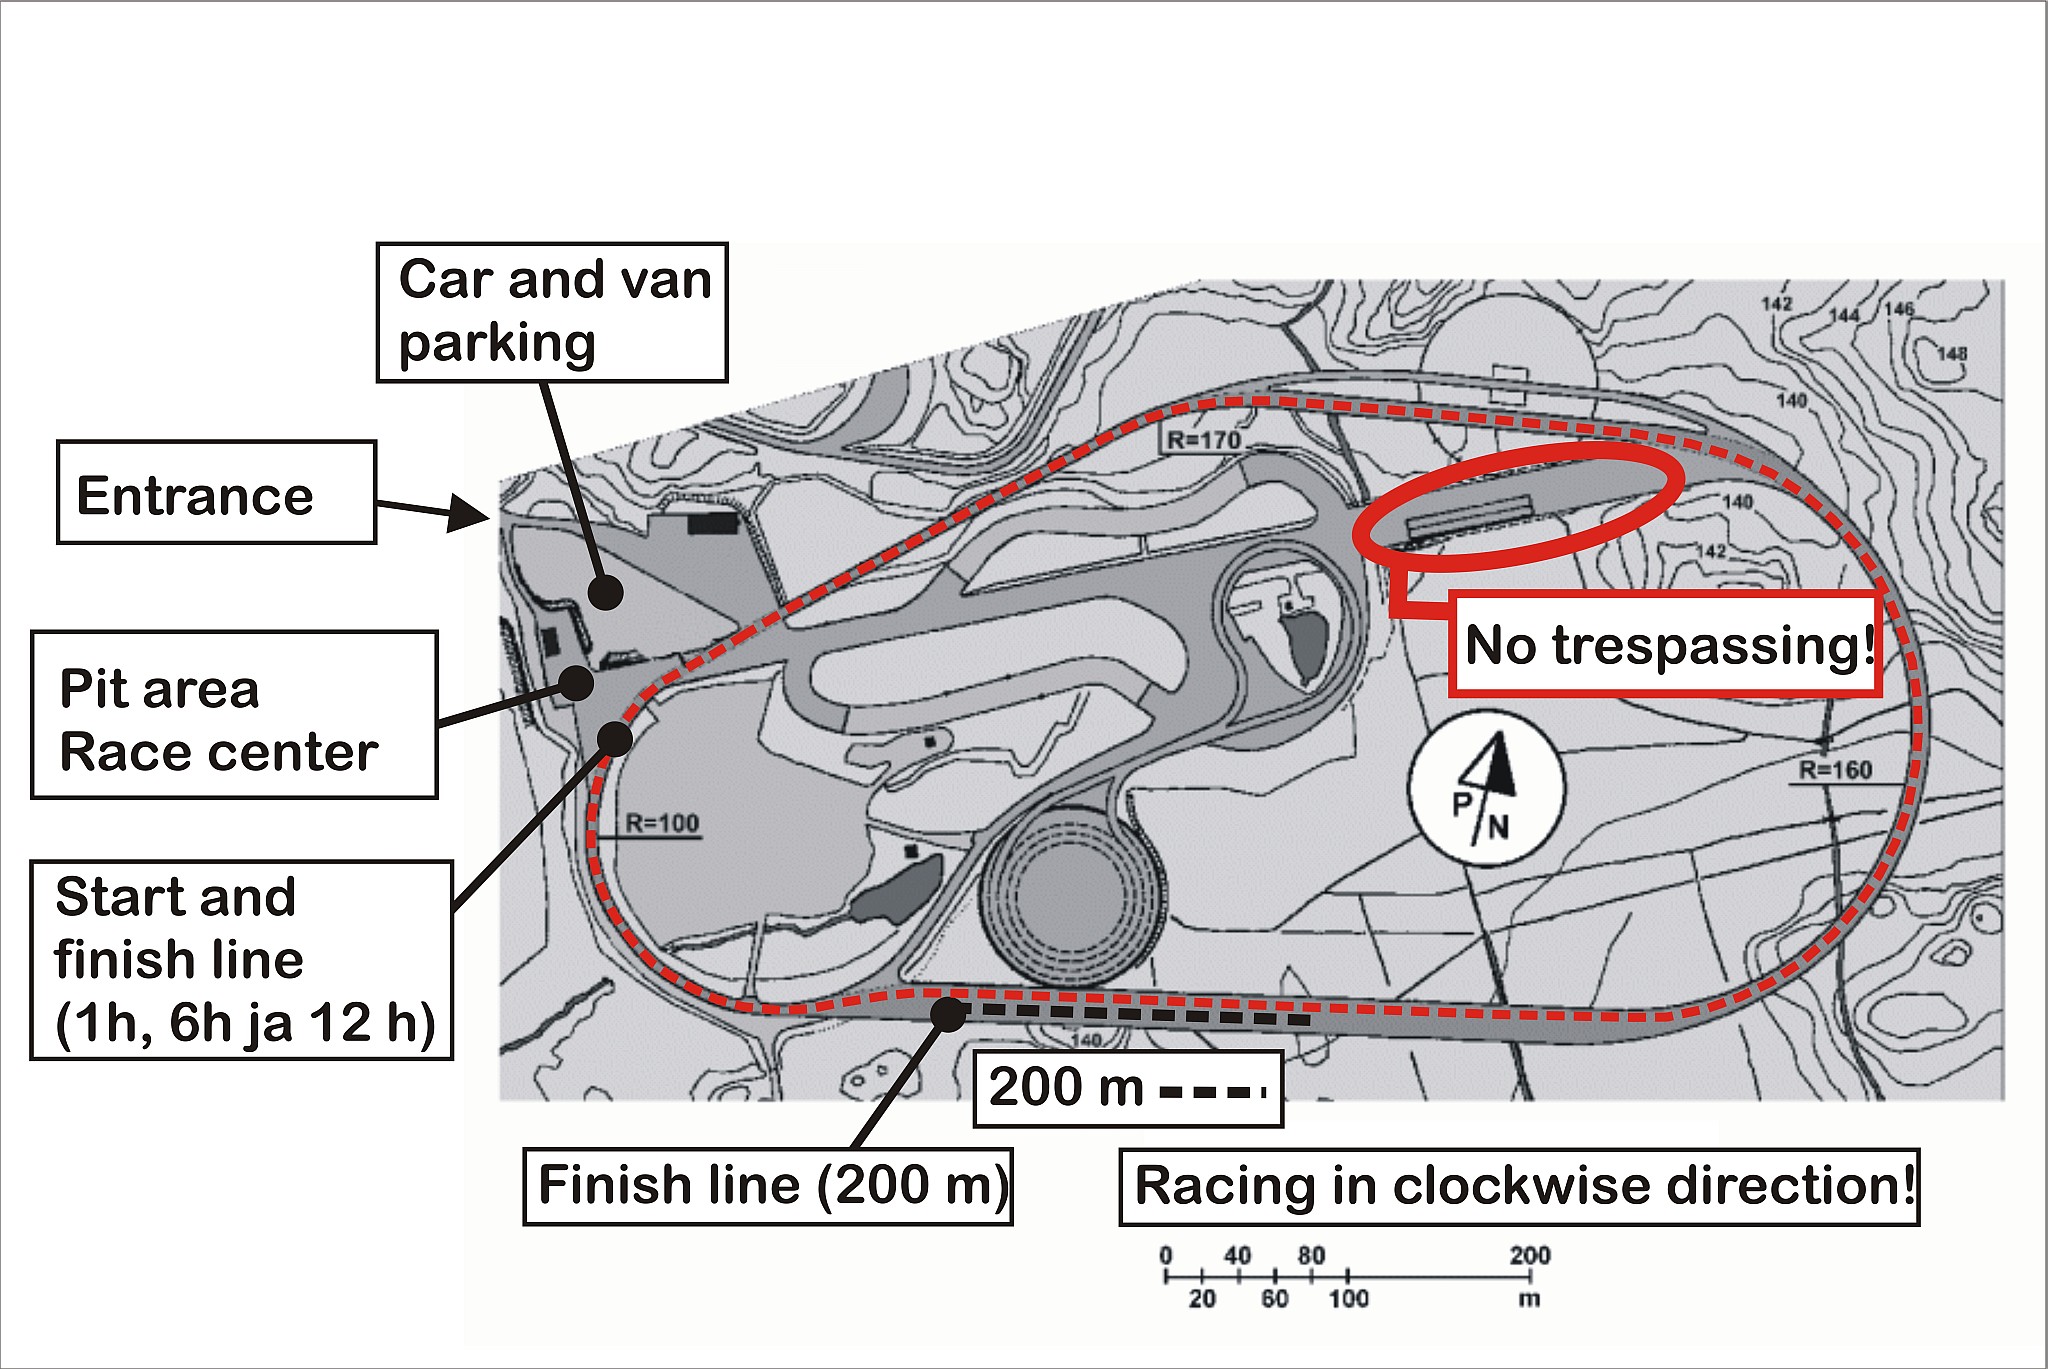 Car and van
parking
Entrance
Pit area
Race center
Start and
finish line
(1h, 6h ja 12 h)
142
144
146
148
140
R=170
140
142
No trespassing!
P
N
R=160
R=100
140
200 m
Finish line (200 m)
Racing in clockwise direction!
0 40 80 200
20 60 100 m